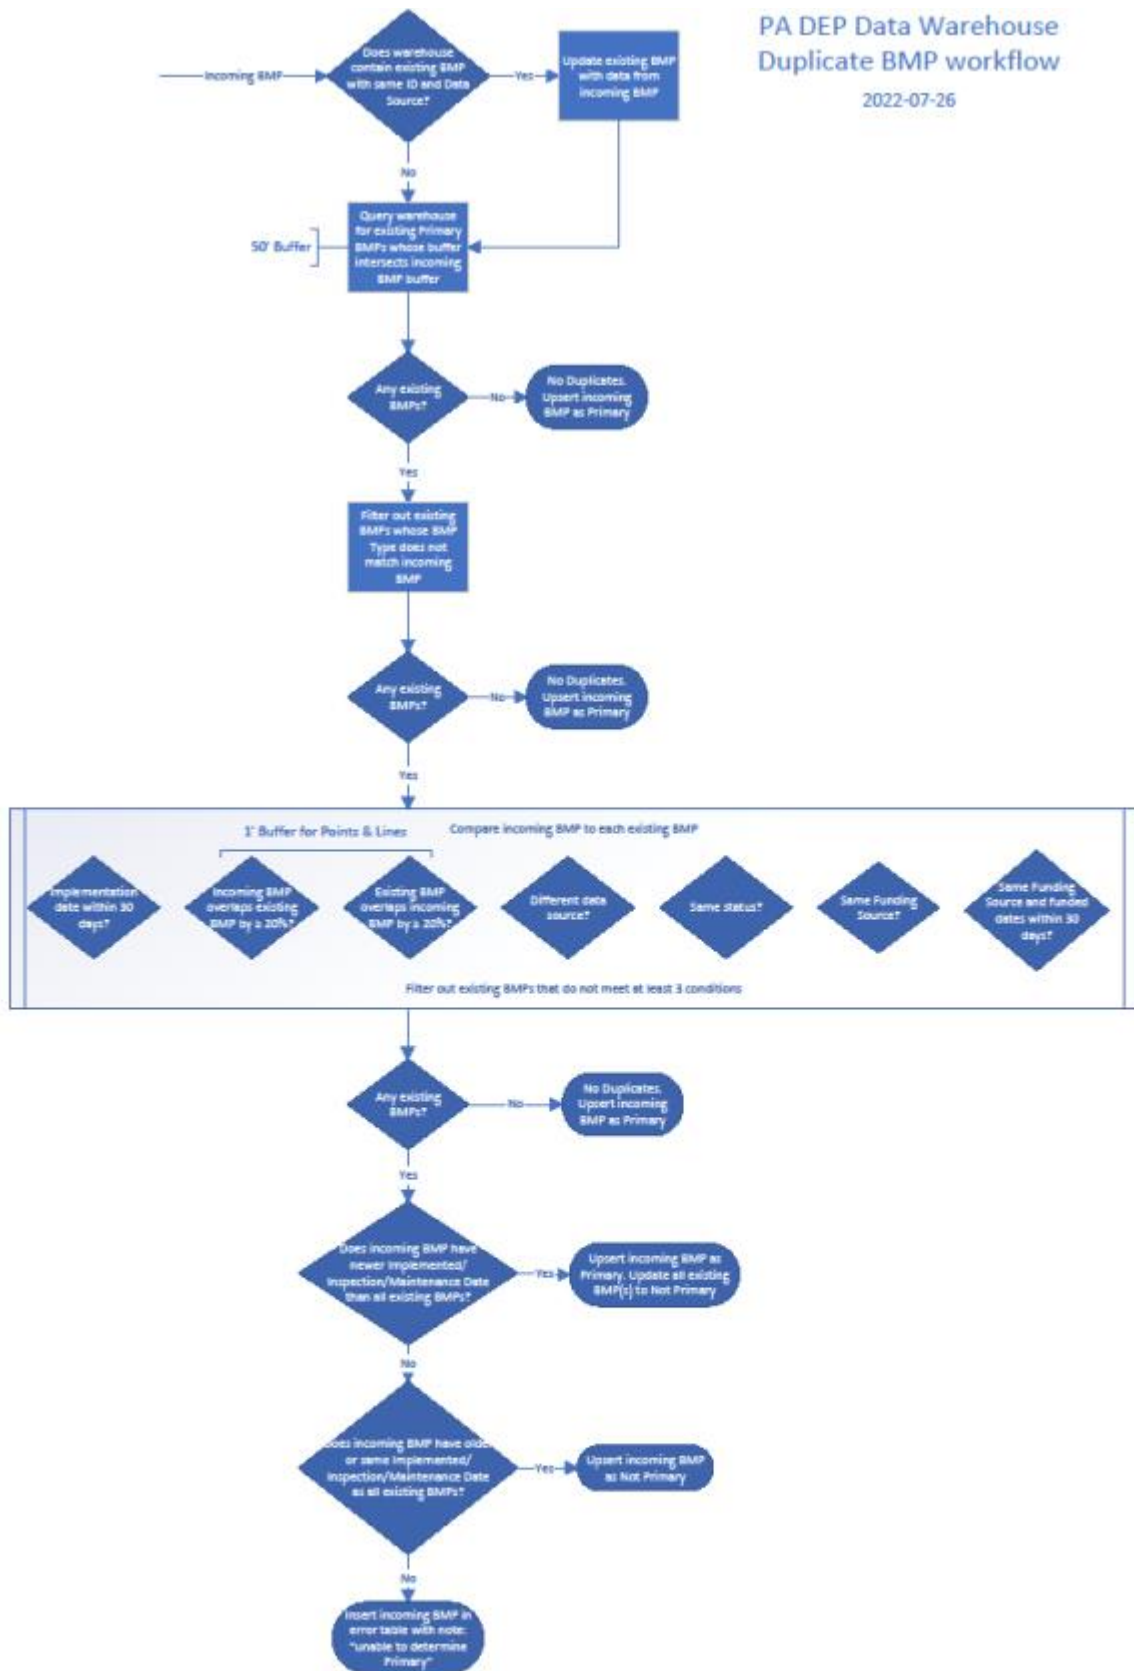 PA DEP Data Warehouse
Duplicate BMP workflow
2022-07-26
Incoming BMP
Does warehouse
contain existing BMP
with same ID and Data
Source?
Yes
Update existing BMP
with data from
incoming BMP
No
50' Buffer
Query warehouse
for existing Primary
BMPs whose buffer
intersects incoming
BMP buffer
Any existing
BMPs?
No
No Duplicates.
Upsert incoming
BMP as Primary
Yes
Filter out existing
BMPs whose BMP
Type does not
match incoming
BMP
Any existing
BMPs?
No
No Duplicates.
Upsert incoming
BMP as Primary
Yes
1' Buffer for Points & Lines
Compare incoming BMP to each existing BMP
Implementation
date within 30
days?
Incoming BMP
overlaps existing
BMP by ≥ 20%?
Existing BMP
overlaps incoming
BMP by ≥ 20%?
Different data
source?
Same status?
Same Funding
Source?
Same Funding
Source and funded
dates within 30
days?
Filter out existing BMPs that do not meet at least 3 conditions
Any existing
BMPs?
No
No Duplicates.
Upsert incoming
BMP as Primary
Yes
Does incoming BMP have
newer Implemented/
Inspection/Maintenance Date
than all existing BMPs?
Yes
Upsert incoming BMP as
Primary. Update all existing
BMP(s) to Not Primary
No
Does incoming BMP have older
or same Implemented/
Inspection/Maintenance Date
as all existing BMPs?
Yes
Upsert incoming BMP
as Not Primary
No
Insert incoming BMP in
error table with note:
"unable to determine
Primary"